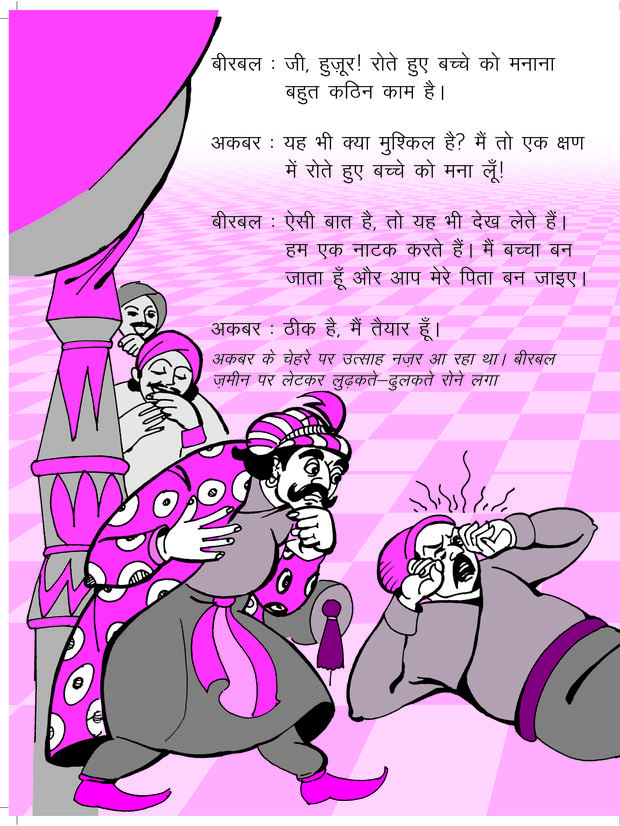 बीरबल : जी, हुज़ूर! रोते हुए बच्चे को मनाना
बहुत कठिन काम है।
अकबर : यह भी क्या मुश्किल है? मैं तो एक क्षण
में रोते हुए बच्चे को मना लूँ!
बीरबल : ऐसी बात है, तो यह भी देख लेते हैं।
हम एक नाटक करते हैं। मैं बच्चा बन
जाता हूँ और आप मेरे पिता बन जाइए।
अकबर : ठीक है, मैं तैयार हूँ।
अकबर के चेहरे पर उत्साह नज़र आ रहा था। बीरबल
ज़मीन पर लेटकर लुढ़कते–ढुलकते रोने लगा